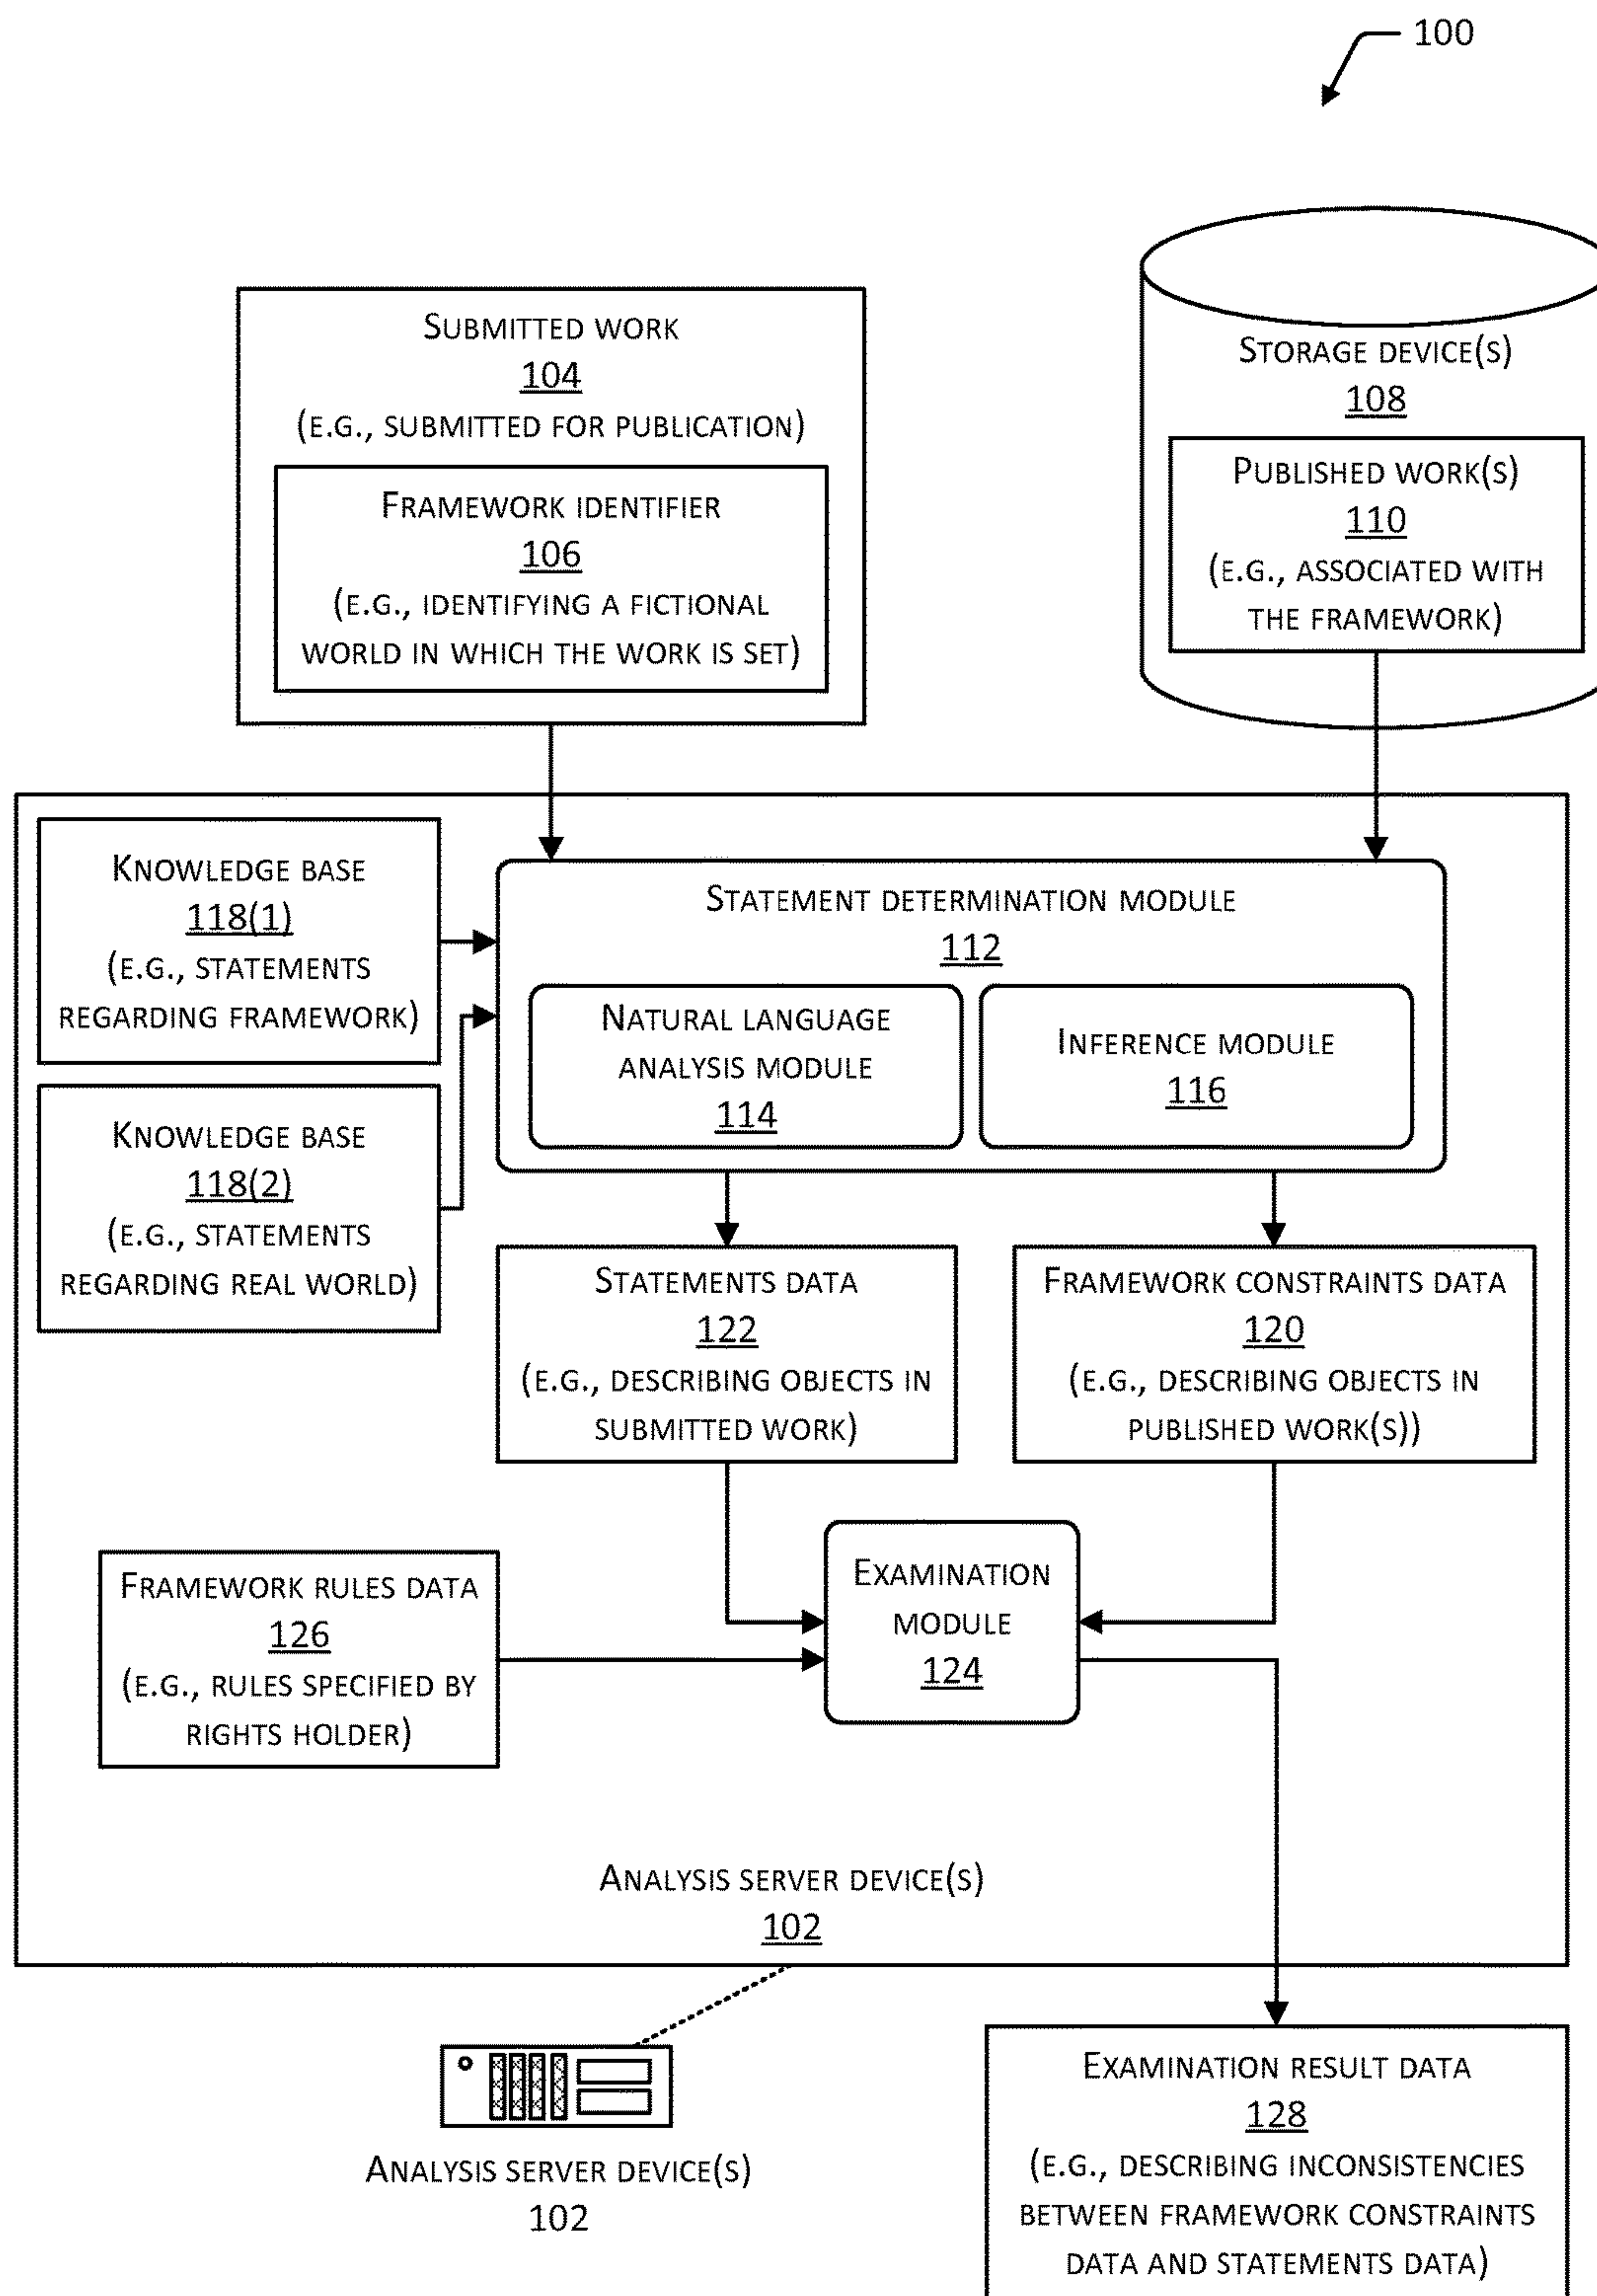 100
Submitted work
104
(e.g., submitted for publication)
Framework identifier
106
(e.g., identifying a fictional
world in which the work is set)
Storage device(s)
108
Published work(s)
110
(e.g., associated with
the framework)
Knowledge base
118(1)
(e.g., statements
regarding framework)
Knowledge base
118(2)
(e.g., statements
regarding real world)
Statement determination module
112
Natural language
analysis module
114
Inference module
116
Statements data
122
(e.g., describing objects in
submitted work)
Framework constraints data
120
(e.g., describing objects in
published work(s))
Framework rules data
126
(e.g., rules specified by
rights holder)
Examination
module
124
Analysis server device(s)
102
Analysis server device(s)
102
Examination result data
128
(e.g., describing inconsistencies
between framework constraints
data and statements data)